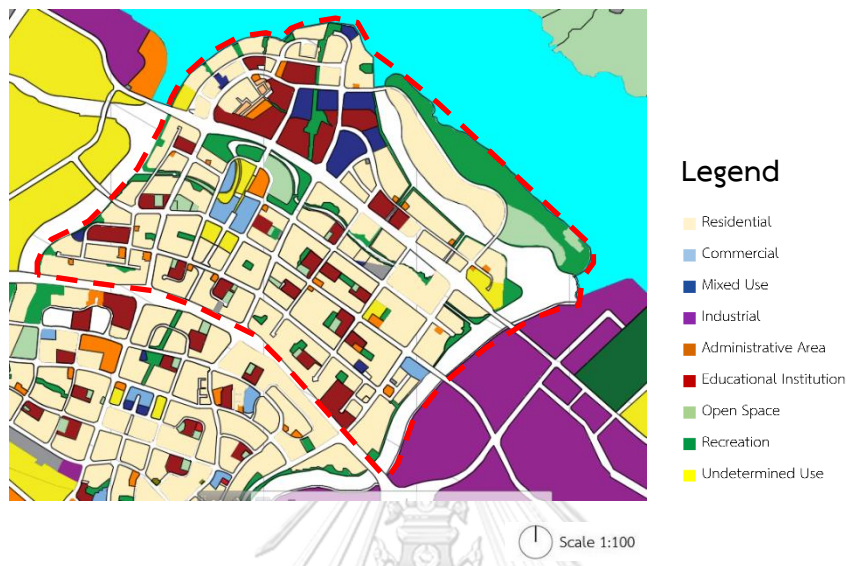 Legend
Residential
Commercial
Mixed Use
Industrial
Administrative Area
Educational Institution
Open Space
Recreation
Undetermined Use
Scale 1:100